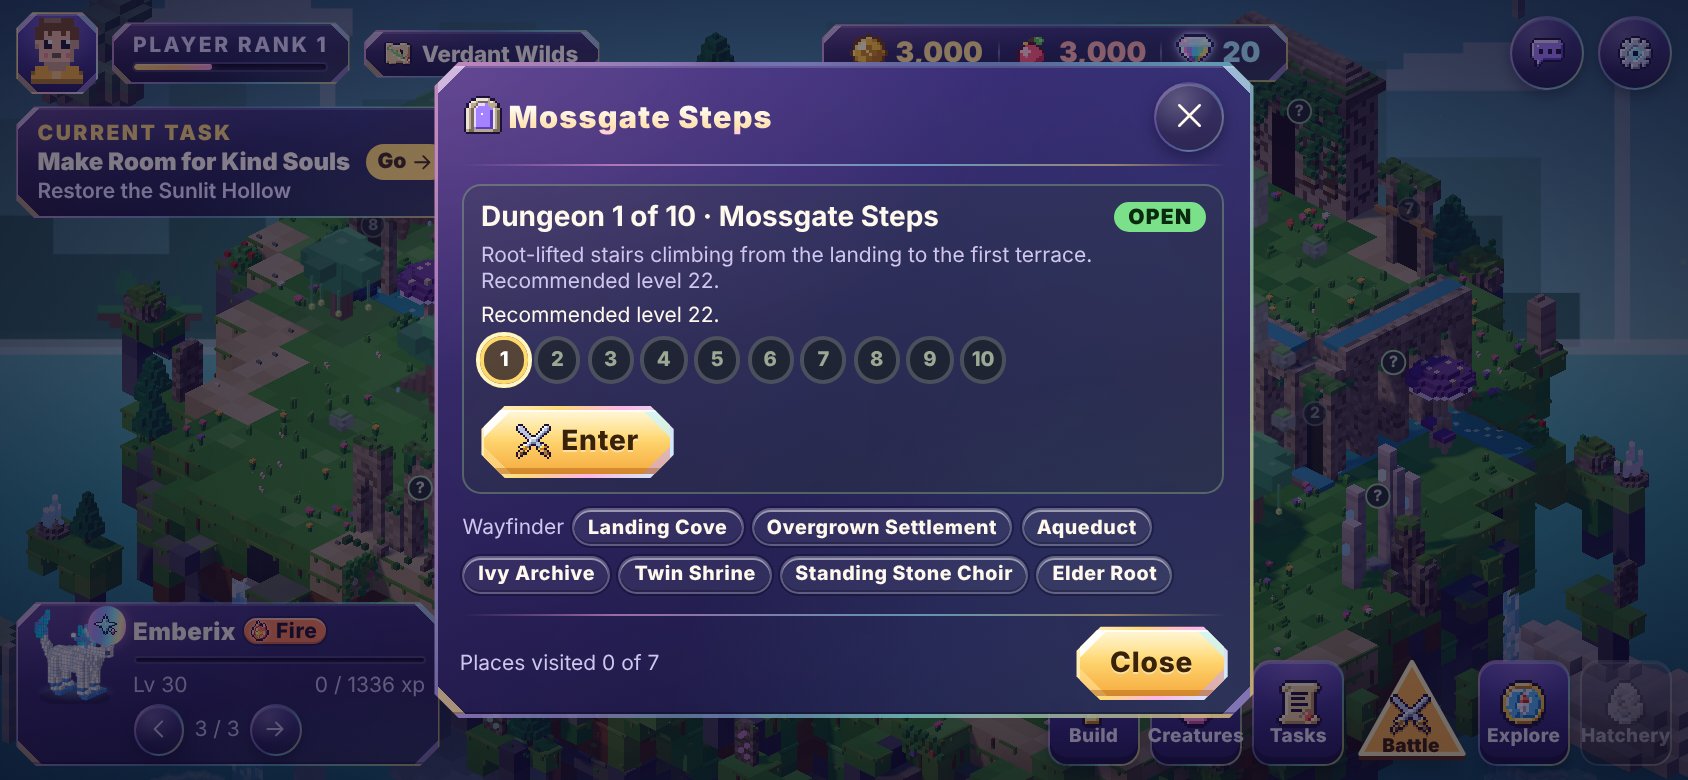 PLAYER RANK 1
Verdant Wilds
3,000
3,000
20
CURRENT TASK
Make Room for Kind Souls
Go →
Restore the Sunlit Hollow
Mossgate Steps
Dungeon 1 of 10 · Mossgate Steps
OPEN
Root-lifted stairs climbing from the landing to the first terrace.
Recommended level 22.
Recommended level 22.
1 2 3 4 5 6 7 8 9 10
Enter
Wayfinder Landing Cove Overgrown Settlement Aqueduct
Ivy Archive Twin Shrine Standing Stone Choir Elder Root
Places visited 0 of 7
Close
8
?
7
?
2
?
?
Emberix Fire
Lv 30 0 / 1336 xp
3 / 3
Build
Creatures
Tasks
Battle
Explore
Hatchery